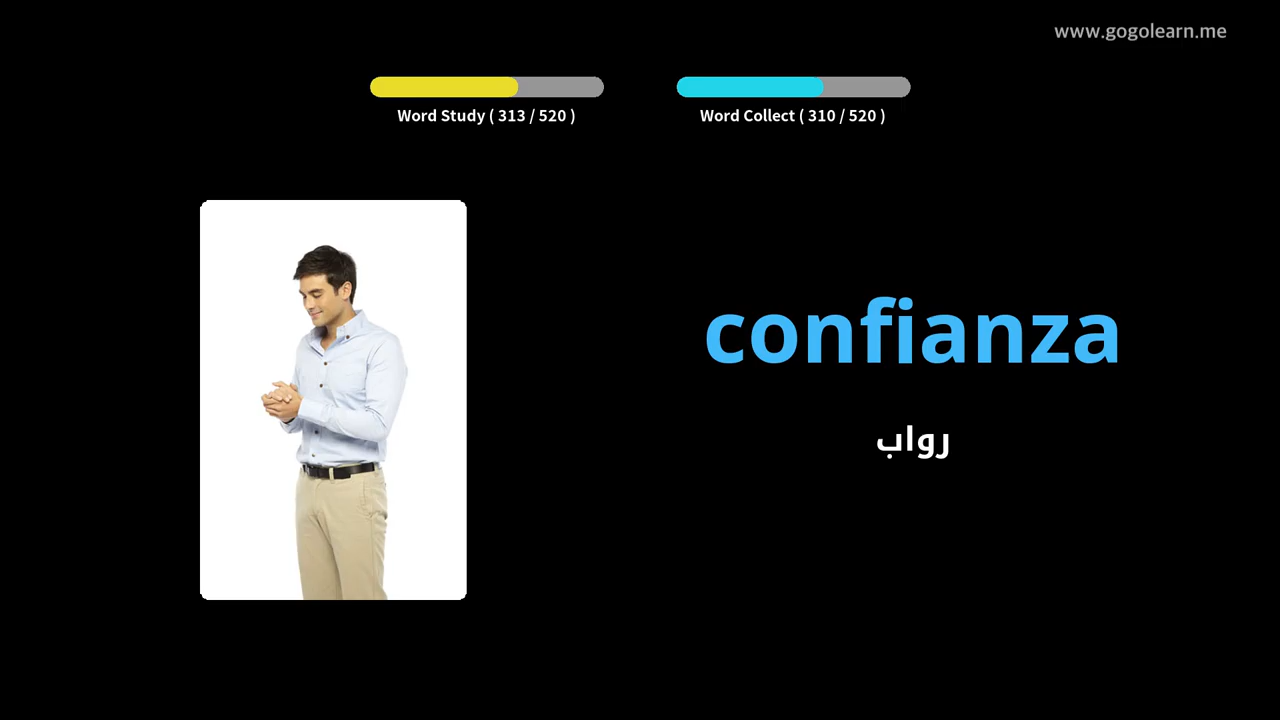 www.gogolearn.me
Word Study ( 313 / 520 )
Word Collect ( 310 / 520 )
confianza
رواب